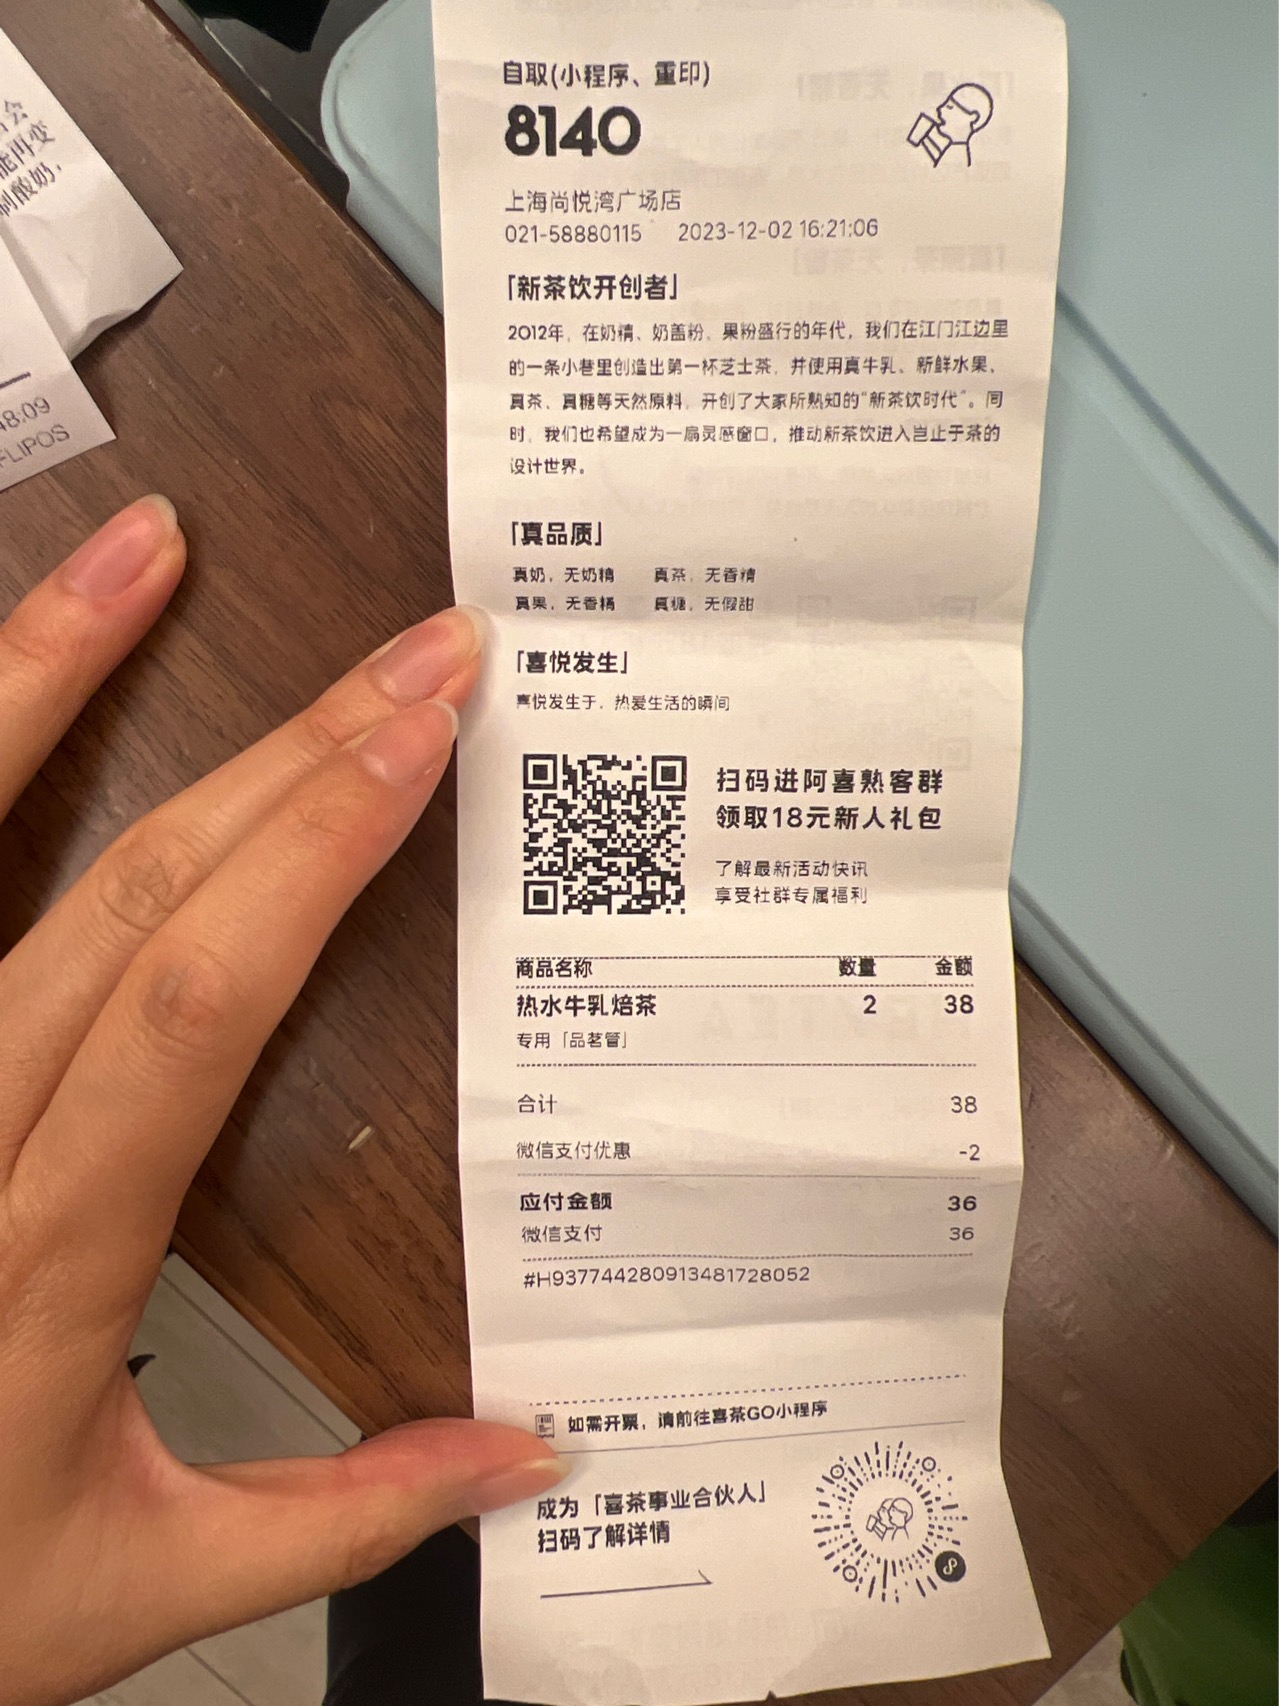 自取(小程序、重印)
8140
上海尚悦湾广场店
021-58880115 2023-12-02 16:21:06
「新茶饮开创者」
2012年，在奶精、奶盖粉、果粉盛行的年代，我们在江门江边里
的一条小巷里创造出第一杯芝士茶，并使用真牛乳、新鲜水果、
真茶、真糖等天然原料，开创了大家所熟知的“新茶饮时代”。同
时，我们也希望成为一扇灵感窗口，推动新茶饮进入岂止于茶的
设计世界。
「真品质」
真奶，无奶精 真茶，无香精
真果，无香精 真糖，无假甜
「喜悦发生」
喜悦发生于，热爱生活的瞬间
扫码进阿喜熟客群
领取18元新人礼包
了解最新活动快讯
享受社群专属福利
商品名称 数量 金额
热水牛乳焙茶 2 38
专用「品茗管」
合计 38
微信支付优惠 -2
应付金额 36
微信支付 36
#H937744280913481728052
如需开票，请前往喜茶GO小程序
成为「喜茶事业合伙人」
扫码了解详情
会
能再变
制酸奶，
48:09
FLIPOS